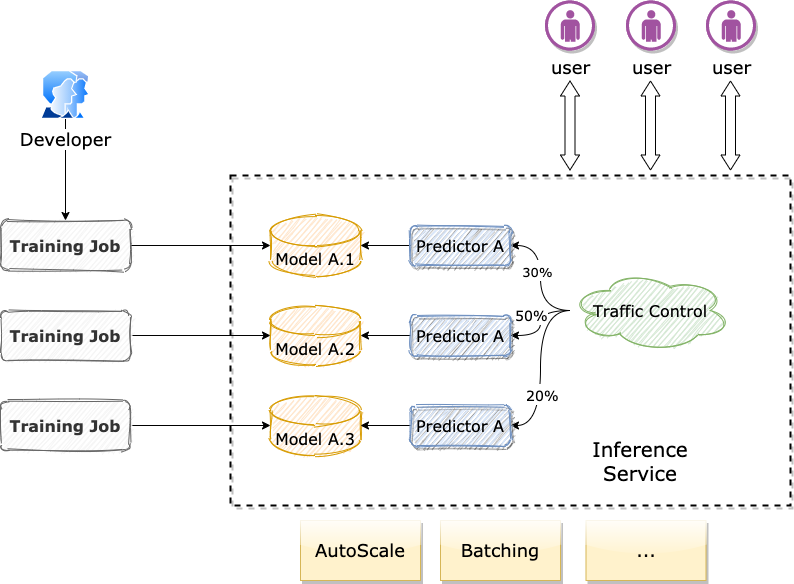 user
user
user
Developer
Training Job
Model A.1
Predictor A
30%
Traffic Control
50%
Training Job
Model A.2
Predictor A
20%
Training Job
Model A.3
Predictor A
Inference
Service
AutoScale
Batching
...